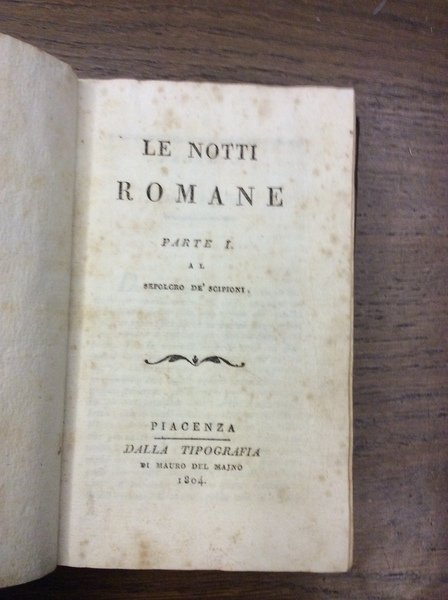 LE NOTTI
ROMANE
PARTE I.
AL
SEPOLCRO DE' SCIPIONI.
PIACENZA
DALLA TIPOGRAFIA
DI MAURO DEL MAJNO
1804.